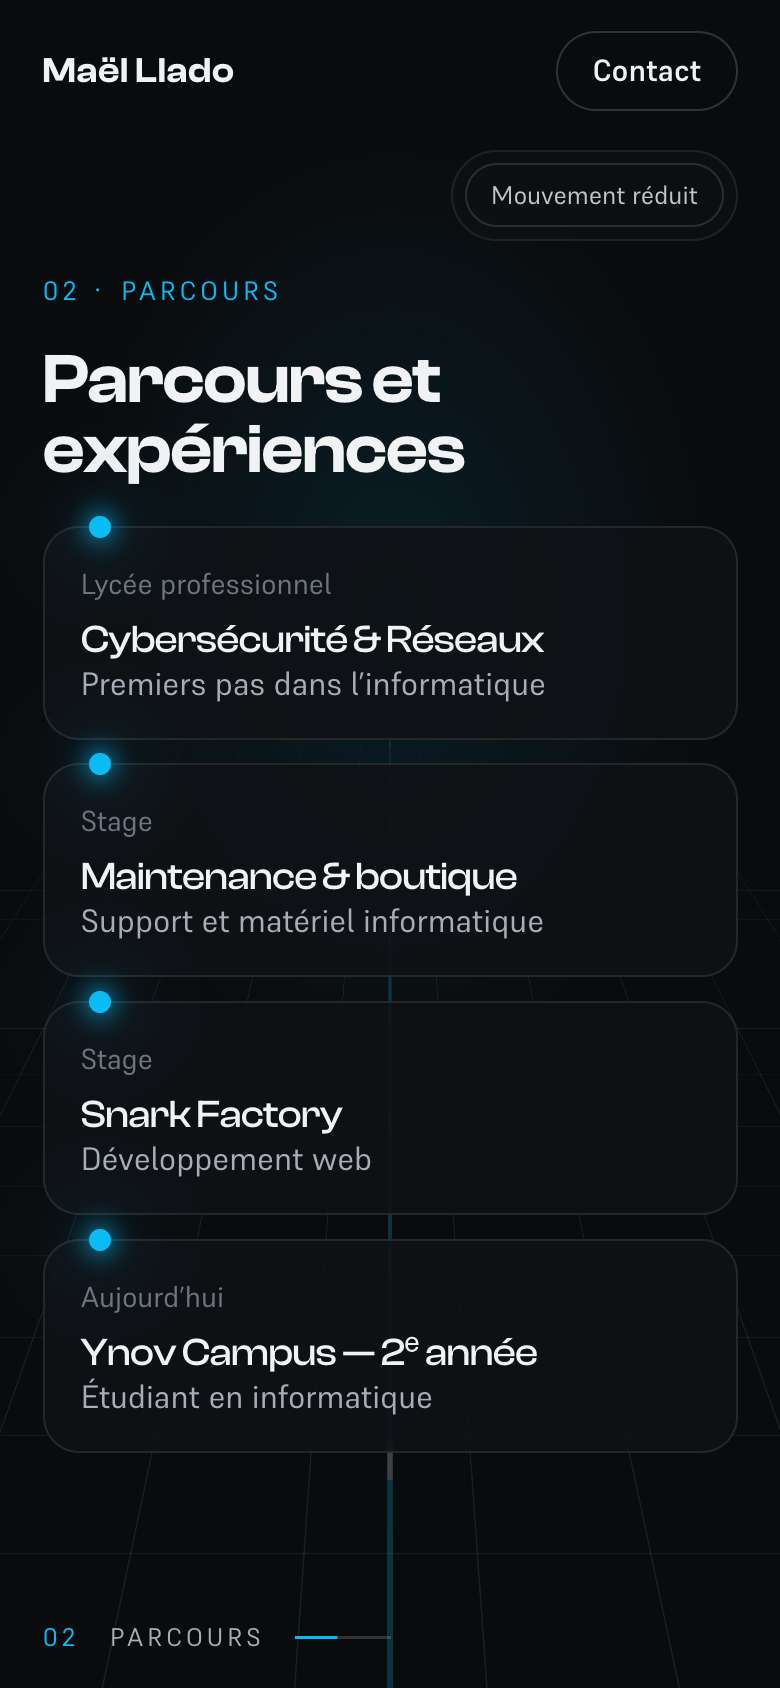 Maël Llado
Contact
Mouvement réduit
02 · PARCOURS
Parcours et
expériences
Lycée professionnel
Cybersécurité & Réseaux
Premiers pas dans l’informatique
Stage
Maintenance & boutique
Support et matériel informatique
Stage
Snark Factory
Développement web
Aujourd’hui
Ynov Campus — 2ᵉ année
Étudiant en informatique
02 PARCOURS